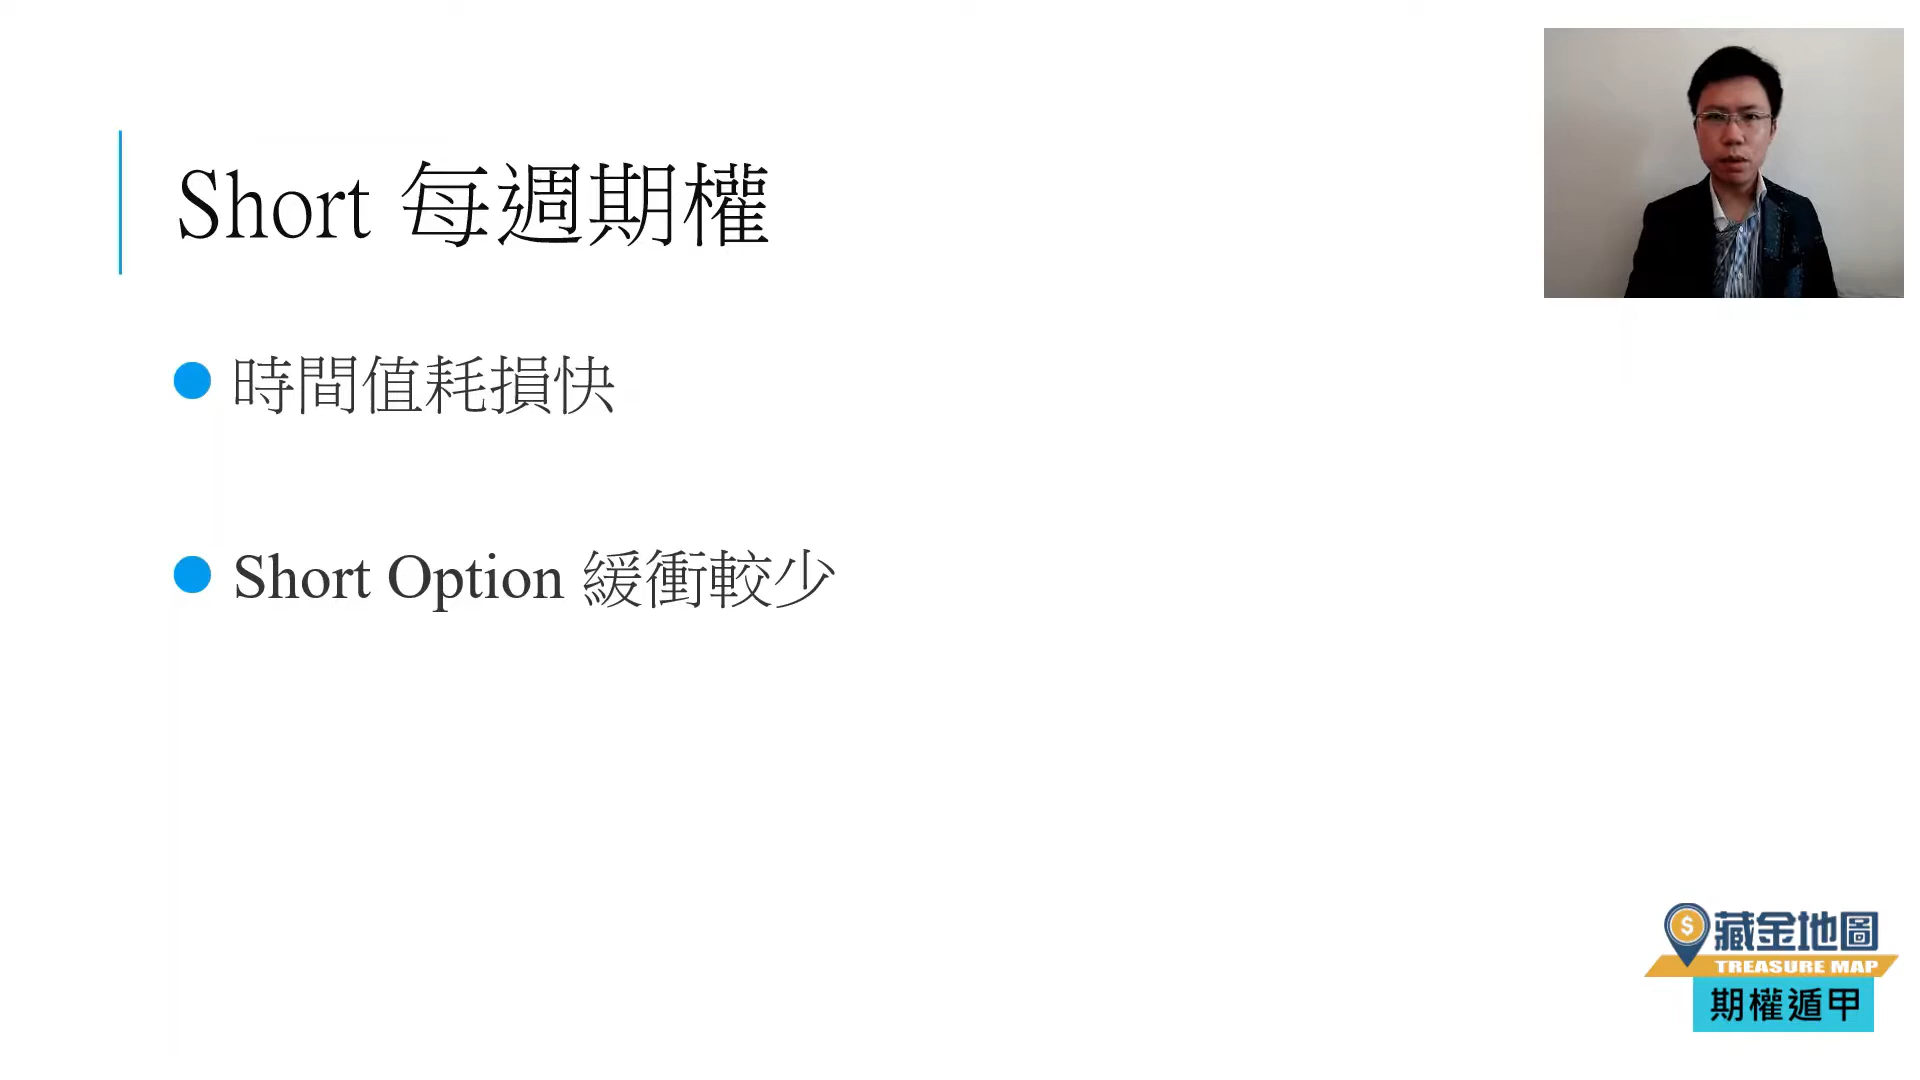 Short 每週期權
時間值耗損快
Short Option 緩衝較少
藏金地圖
TREASURE MAP
期權遁甲